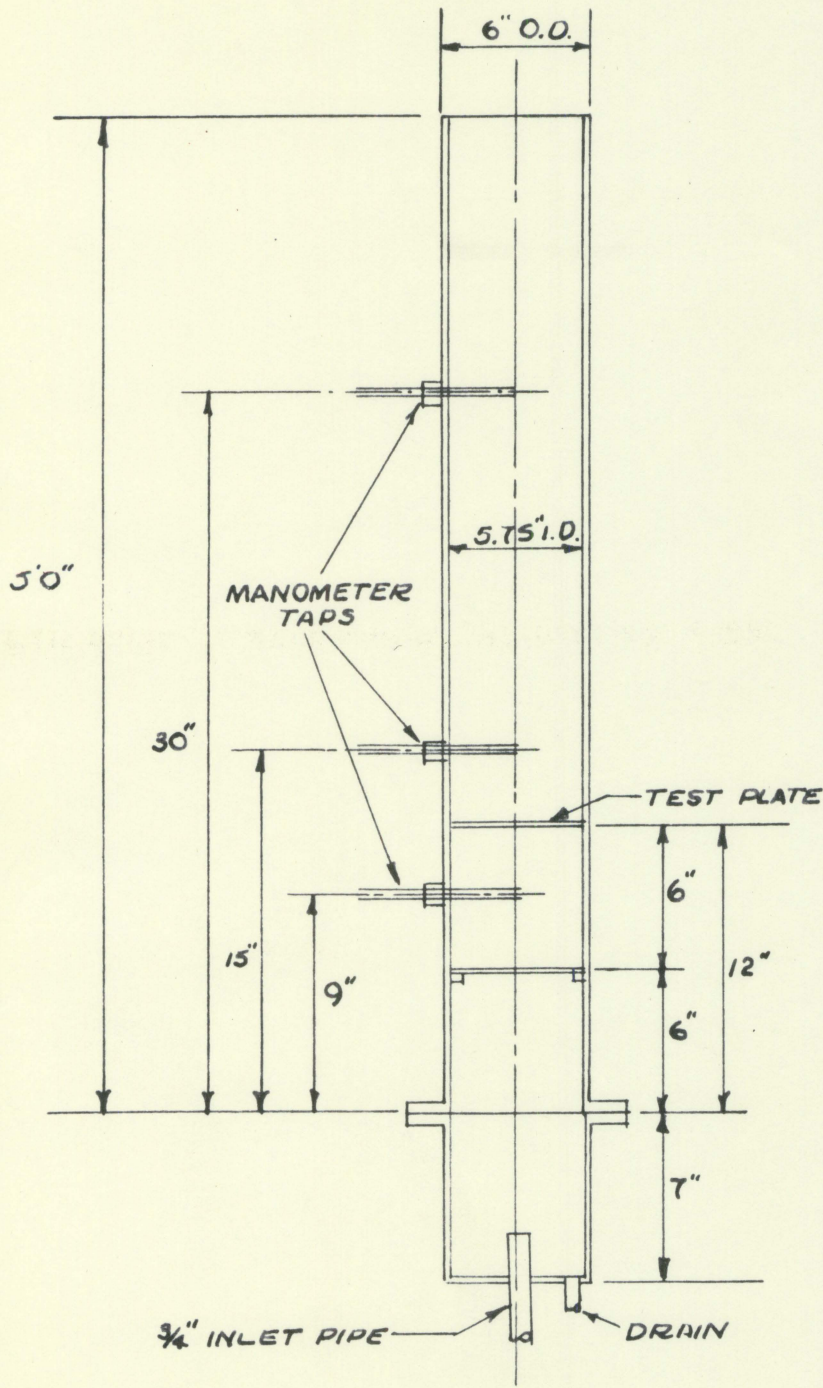 6" O.D.
5.75" I.D.
5'0"
MANOMETER
TAPS
30"
TEST PLATE
6"
15"
12"
9"
6"
7"
3/4" INLET PIPE
DRAIN